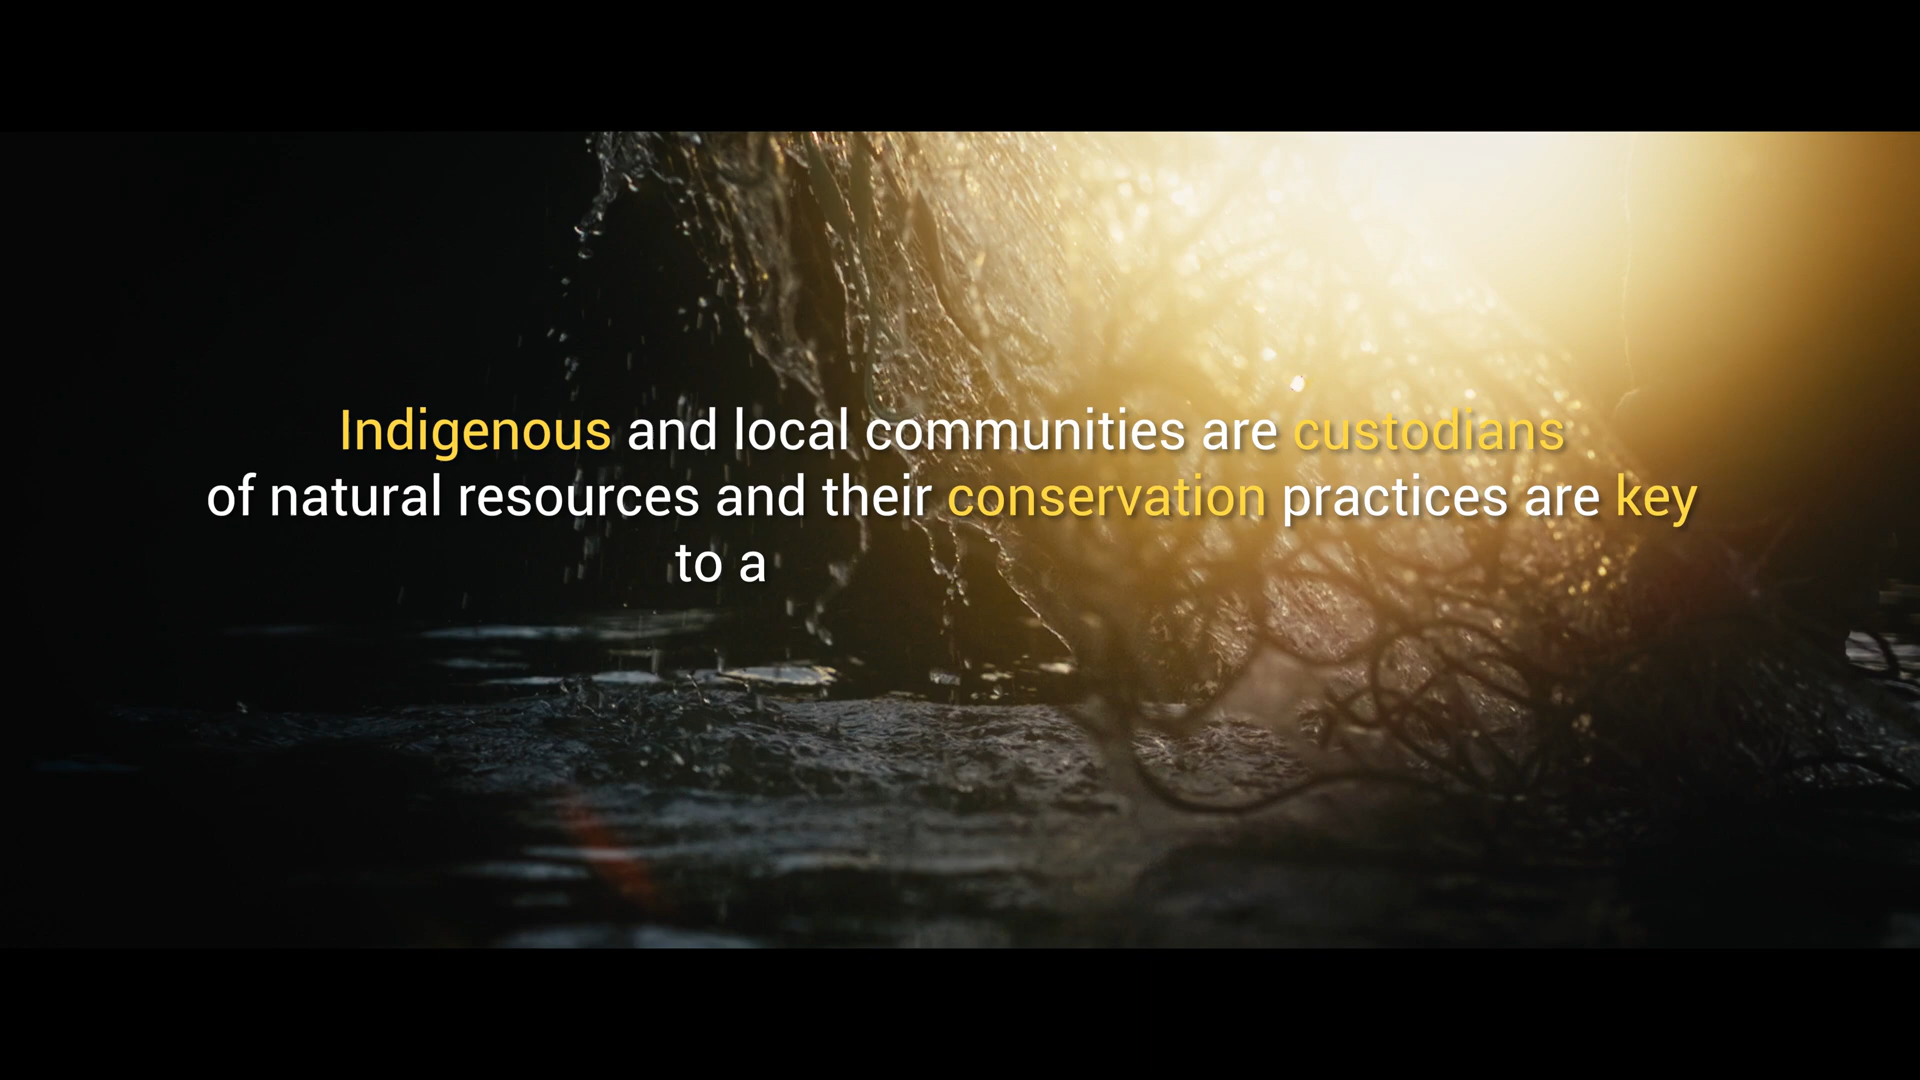 Indigenous and local communities are custodians
of natural resources and their conservation practices are key
to a